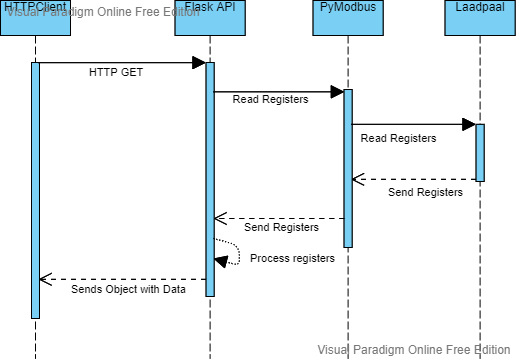 HTTPClient
Flask API
PyModbus
Laadpaal
Visual Paradigm Online Free Edition
HTTP GET
Read Registers
Read Registers
Send Registers
Send Registers
Process registers
Sends Object with Data
Visual Paradigm Online Free Edition